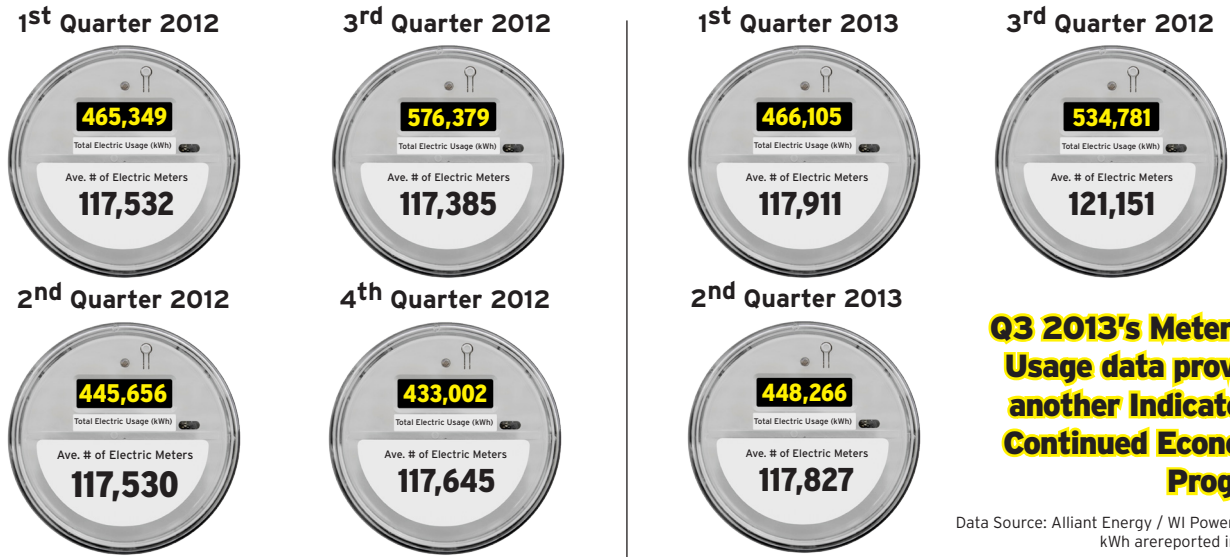 1st Quarter 2012
465,349
Total Electric Usage (kWh)
Ave. # of Electric Meters
117,532
3rd Quarter 2012
576,379
Total Electric Usage (kWh)
Ave. # of Electric Meters
117,385
2nd Quarter 2012
445,656
Total Electric Usage (kWh)
Ave. # of Electric Meters
117,530
4th Quarter 2012
433,002
Total Electric Usage (kWh)
Ave. # of Electric Meters
117,645
1st Quarter 2013
466,105
Total Electric Usage (kWh)
Ave. # of Electric Meters
117,911
3rd Quarter 2012
534,781
Total Electric Usage (kWh)
Ave. # of Electric Meters
121,151
2nd Quarter 2013
448,266
Total Electric Usage (kWh)
Ave. # of Electric Meters
117,827
Q3 2013's Meter
Usage data prov
another Indicat
Continued Econ
Prog
Data Source: Alliant Energy / WI Power
kWh arereported i